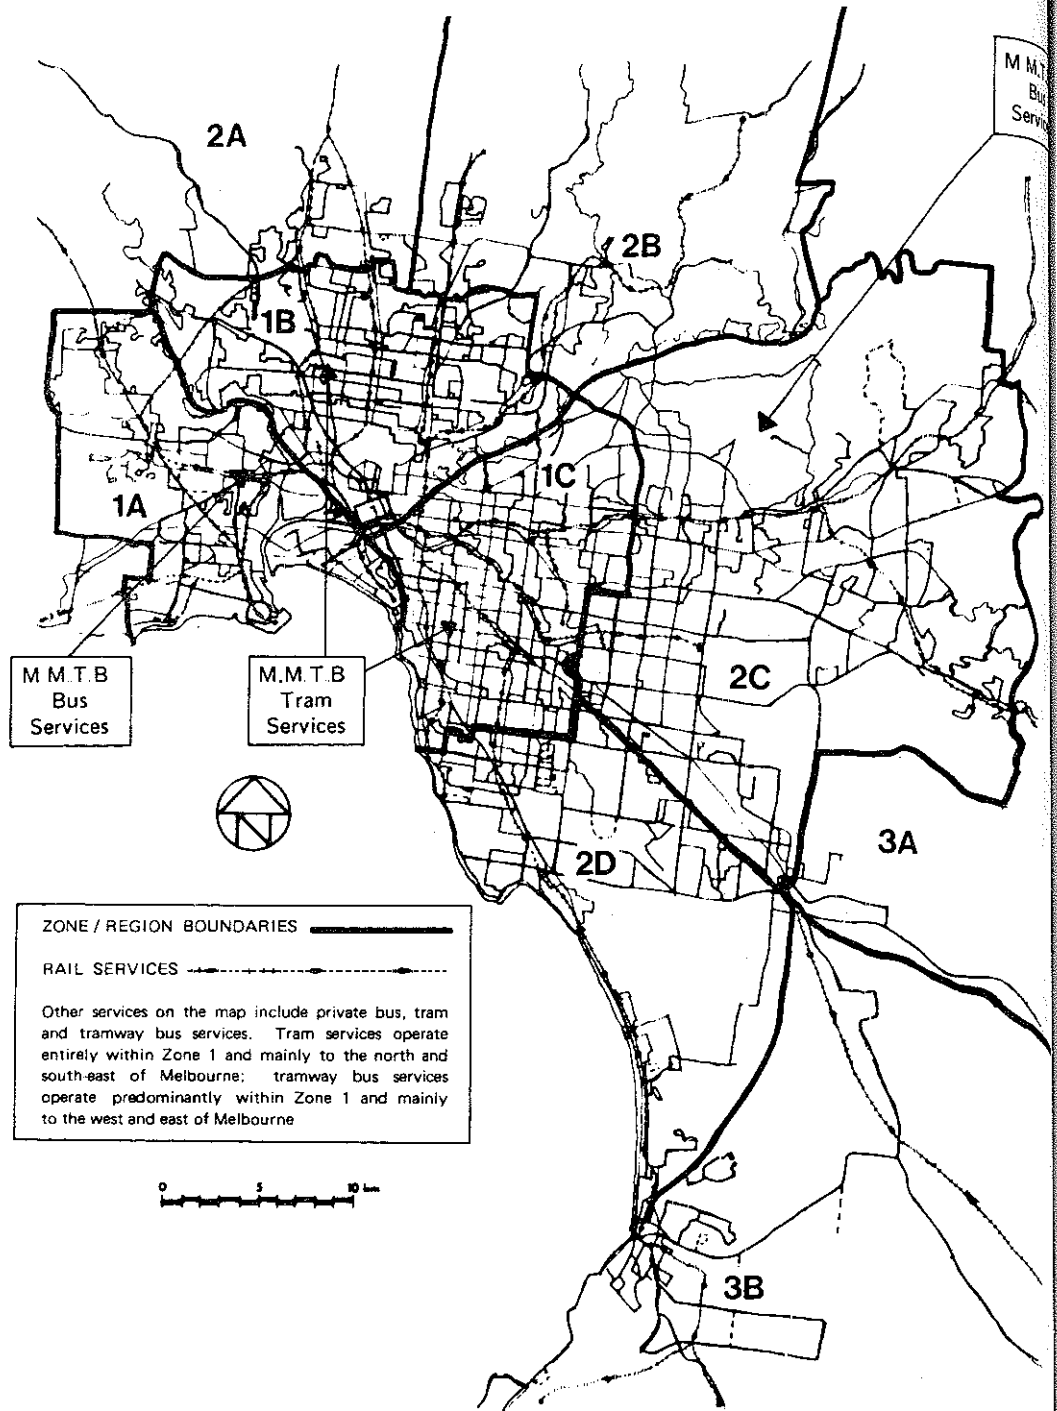 M M.T
2A
2B
1B
1A
1C
M M.T.B
Bus
Services
M.M.T.B
Tram
Services
2C
2D
3A
ZONE / REGION BOUNDARIES
RAIL SERVICES
Other services on the map include private bus, tram
and tramway bus services. Tram services operate
entirely within Zone 1 and mainly to the north and
south-east of Melbourne; tramway bus services
operate predominantly within Zone 1 and mainly
to the west and east of Melbourne
0 5 10 km
3B
N